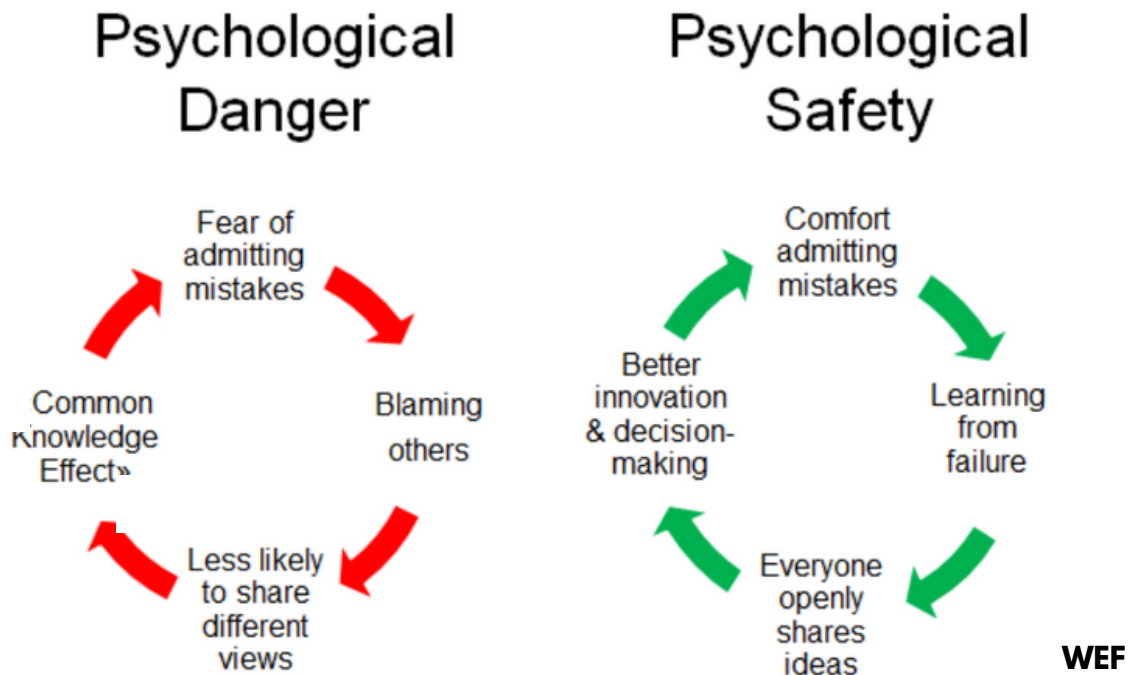 Psychological
Danger
Fear of
admitting
mistakes
Blaming
others
Less likely
to share
different
views
Common
Knowledge
Effect»
Psychological
Safety
Comfort
admitting
mistakes
Learning
from
failure
Everyone
openly
shares
ideas
Better
innovation
& decision-
making
WEF